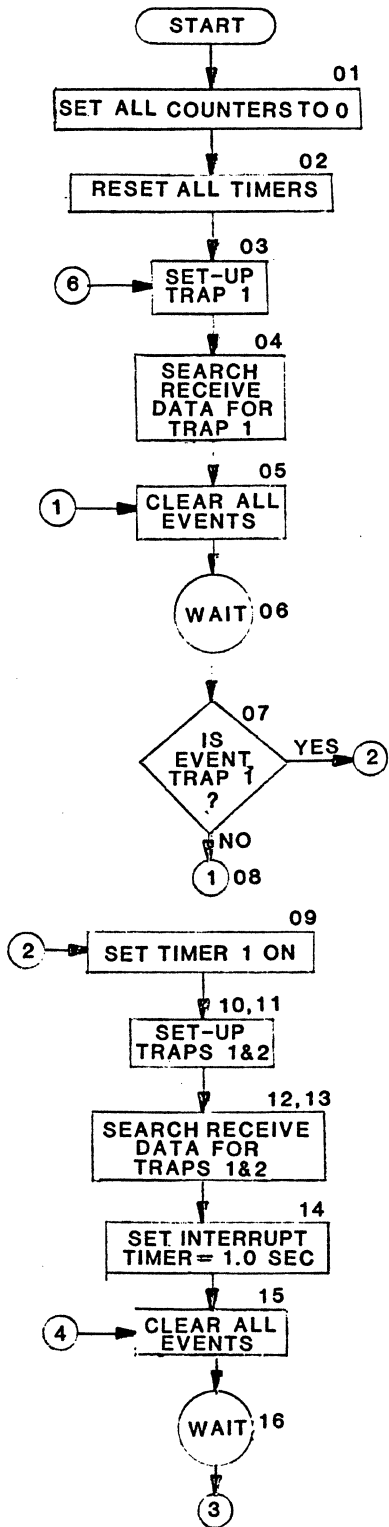 START
01
SET ALL COUNTERS TO 0
02
RESET ALL TIMERS
03
6
SET-UP
TRAP 1
04
SEARCH
RECEIVE
DATA FOR
TRAP 1
05
1
CLEAR ALL
EVENTS
WAIT 06
07
IS
EVENT
TRAP 1
?
YES
2
NO
1 08
09
2
SET TIMER 1 ON
10,11
SET-UP
TRAPS 1&2
12,13
SEARCH RECEIVE
DATA FOR
TRAPS 1&2
14
SET INTERRUPT
TIMER= 1.0 SEC
15
4
CLEAR ALL
EVENTS
WAIT 16
3